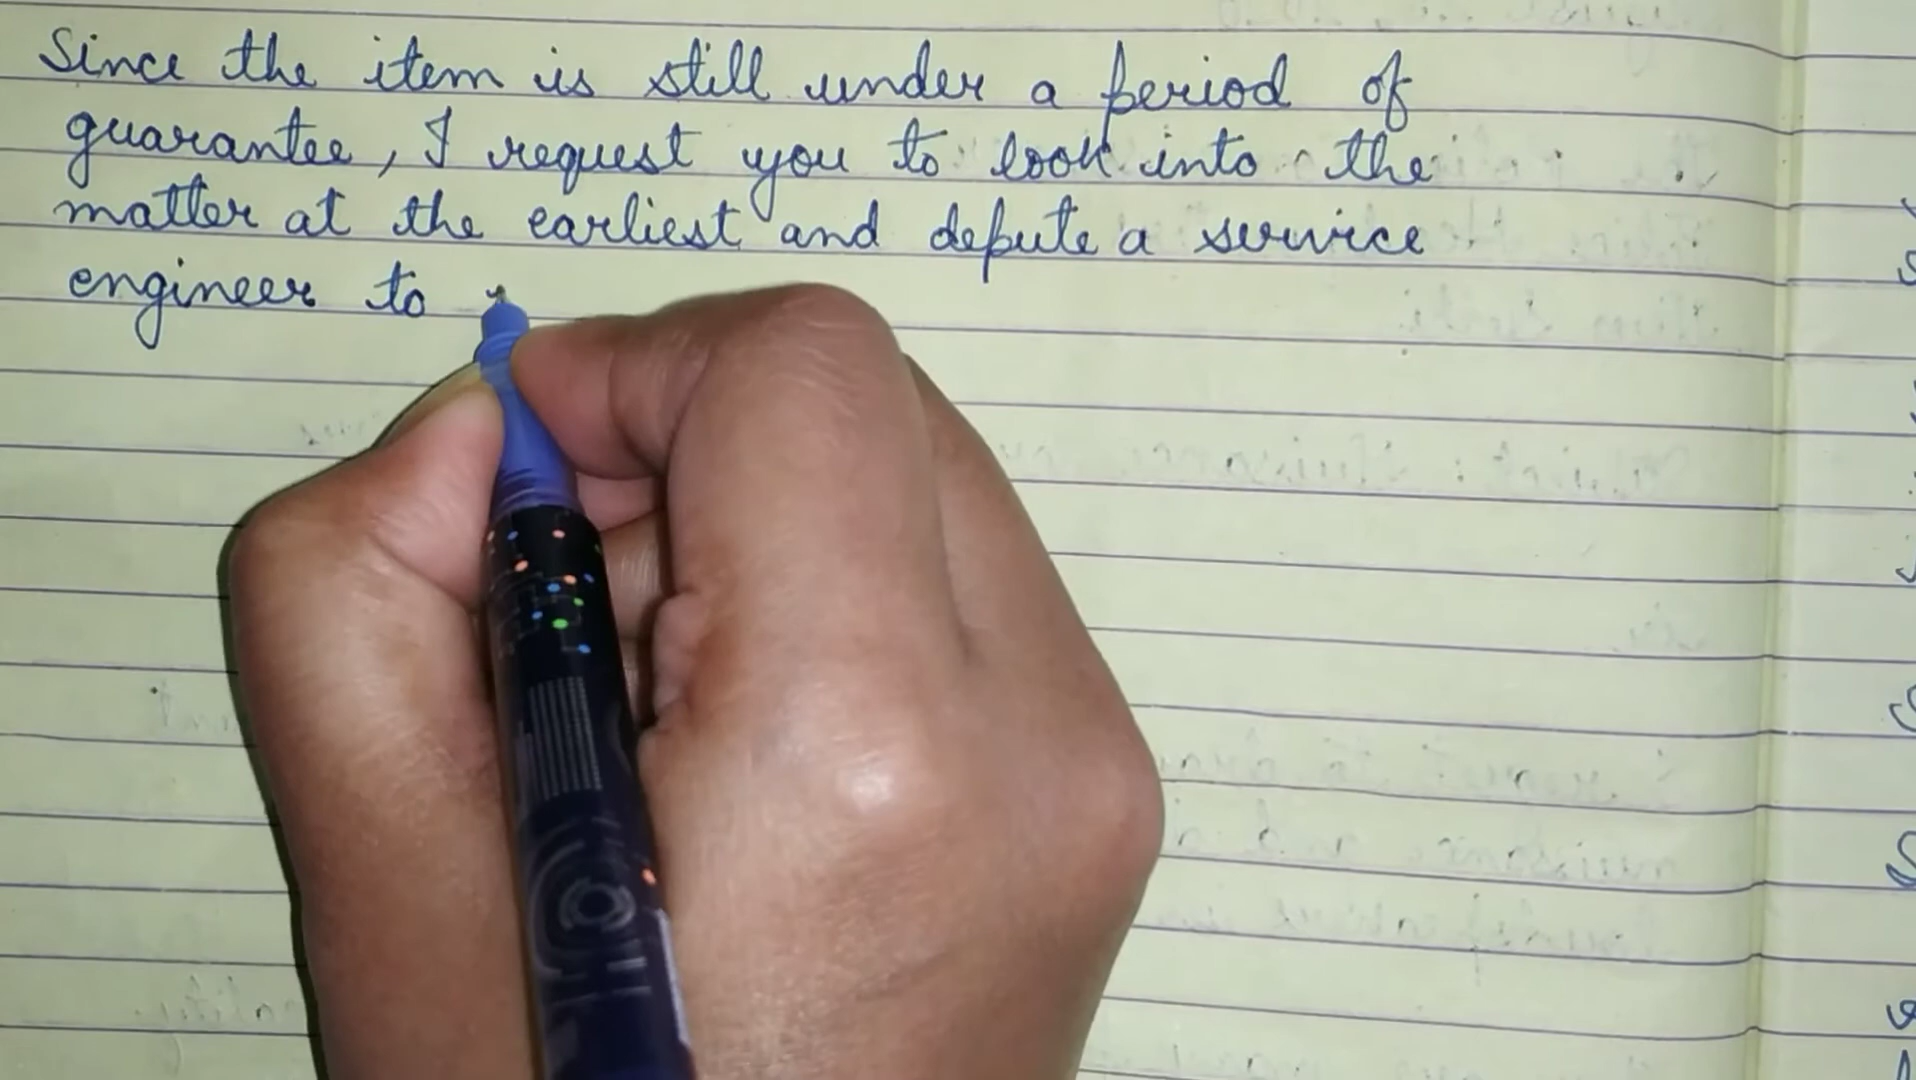 Since the item is still under a period of
guarantee, I request you to look into the
matter at the earliest and depute a service
engineer to